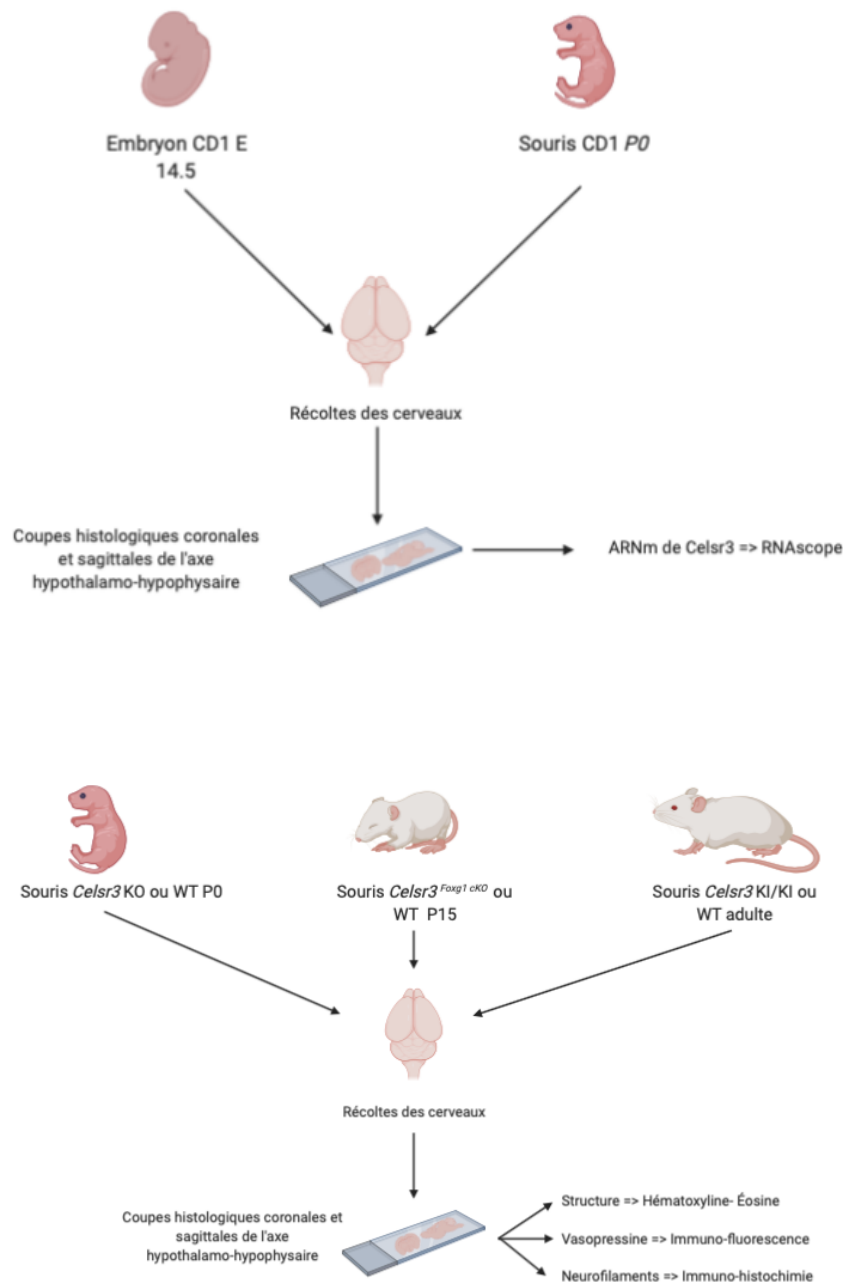 Embryon CD1 E
14.5
Souris CD1 P0
Récoltes des cerveaux
Coupes histologiques coronales
et sagittales de l'axe
hypothalamo-hypophysaire
ARNm de Celsr3 => RNAscope
Souris Celsr3 KO ou WT P0
Souris Celsr3 Foxg1 cKO ou
WT P15
Souris Celsr3 KI/KI ou
WT adulte
Récoltes des cerveaux
Coupes histologiques coronales et
sagittales de l'axe
hypothalamo-hypophysaire
Structure => Hématoxyline- Éosine
Vasopressine => Immuno-fluorescence
Neurofilaments => Immuno-histochimie